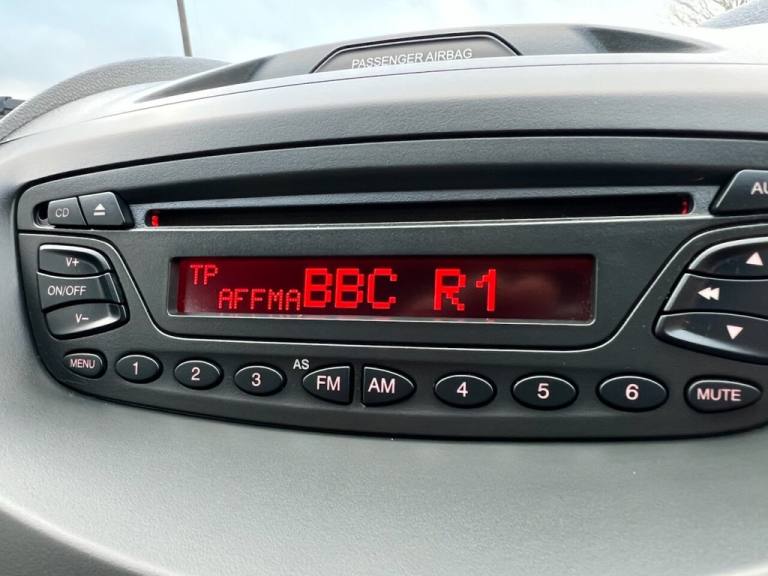 PASSENGER AIRBAG
CD
AU
V+
ON/OFF
V-
TP
AFFMA BBC R1
MENU
1
2
3
AS
FM
AM
4
5
6
MUTE